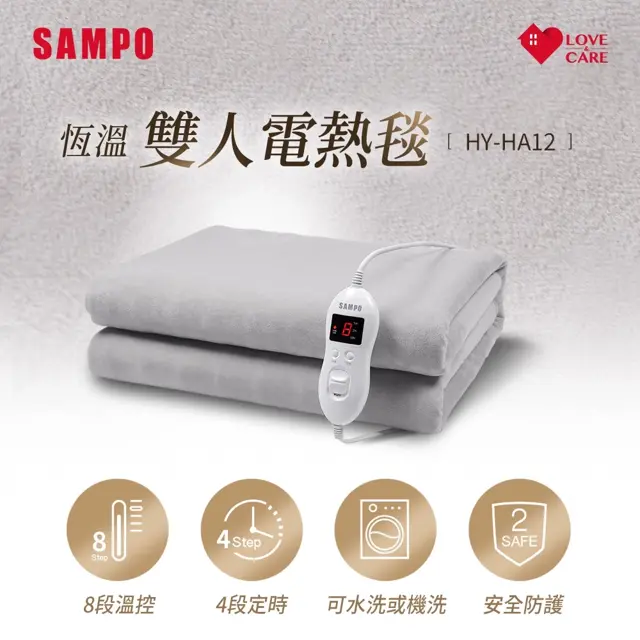 SAMPO
LOVE & CARE
恆溫 雙人電熱毯 [ HY-HA12 ]
SAMPO
8
8 Step
4 Step
2 SAFE
8段溫控
4段定時
可水洗或機洗
安全防護